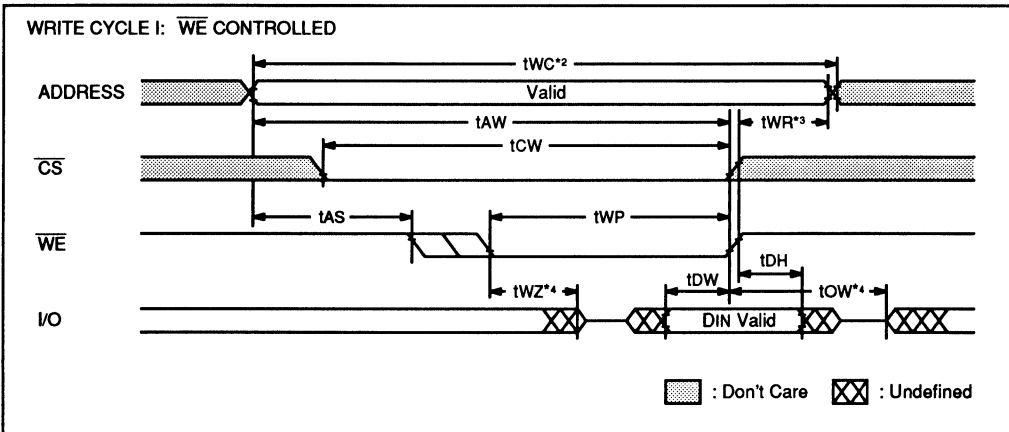 WRITE CYCLE I: WE CONTROLLED
tWC*2
ADDRESS
Valid
tAW
tWR*3
tCW
CS
tAS
tWP
WE
tDH
tDW
tWZ*4
tOW*4
I/O
DIN Valid
: Don't Care
: Undefined